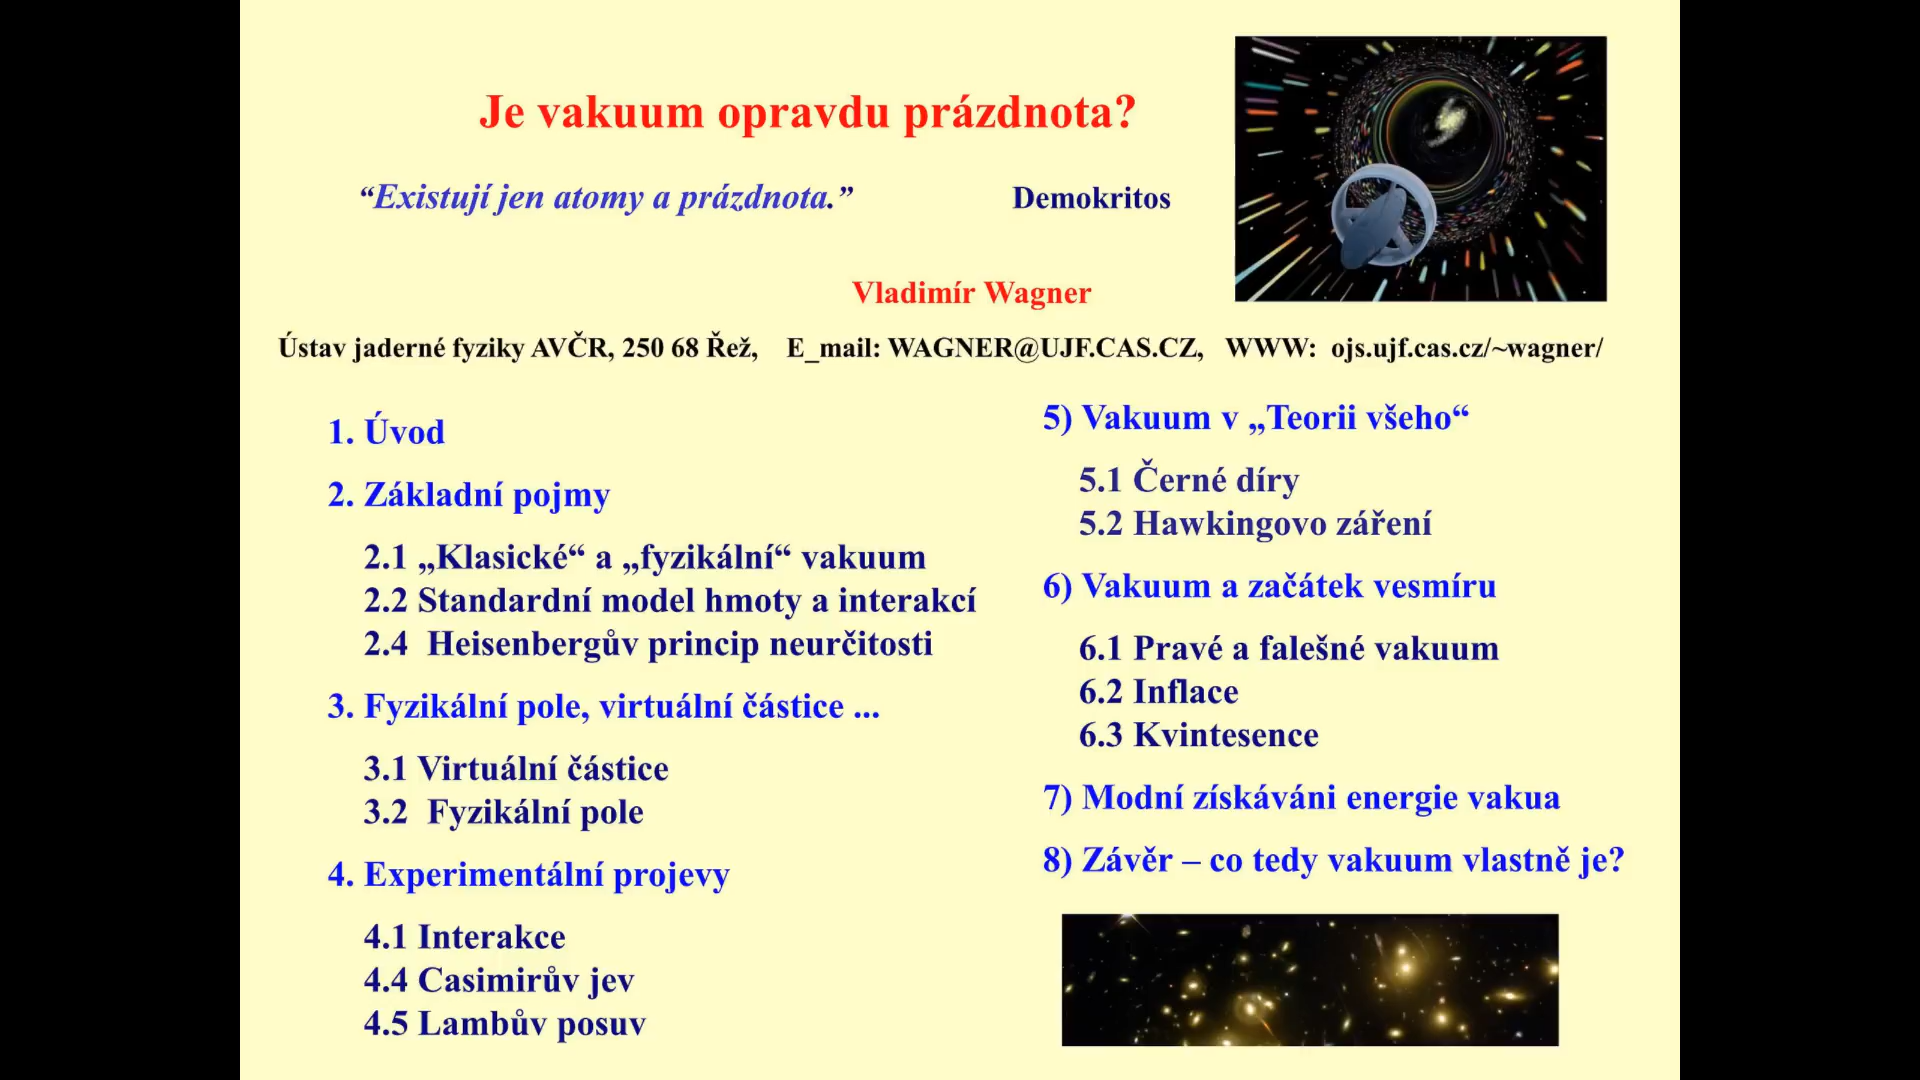 Je vakuum opravdu prázdnota?
“Existují jen atomy a prázdnota.” Demokritos
Vladimír Wagner
Ústav jaderné fyziky AVČR, 250 68 Řež, E_mail: WAGNER@UJF.CAS.CZ, WWW: ojs.ujf.cas.cz/~wagner/
1. Úvod
2. Základní pojmy
2.1 „Klasické“ a „fyzikální“ vakuum
2.2 Standardní model hmoty a interakcí
2.4 Heisenbergův princip neurčitosti
3. Fyzikální pole, virtuální částice ...
3.1 Virtuální částice
3.2 Fyzikální pole
4. Experimentální projevy
4.1 Interakce
4.4 Casimirův jev
4.5 Lambův posuv
5) Vakuum v „Teorii všeho“
5.1 Černé díry
5.2 Hawkingovo záření
6) Vakuum a začátek vesmíru
6.1 Pravé a falešné vakuum
6.2 Inflace
6.3 Kvintesence
7) Modní získáváni energie vakua
8) Závěr – co tedy vakuum vlastně je?